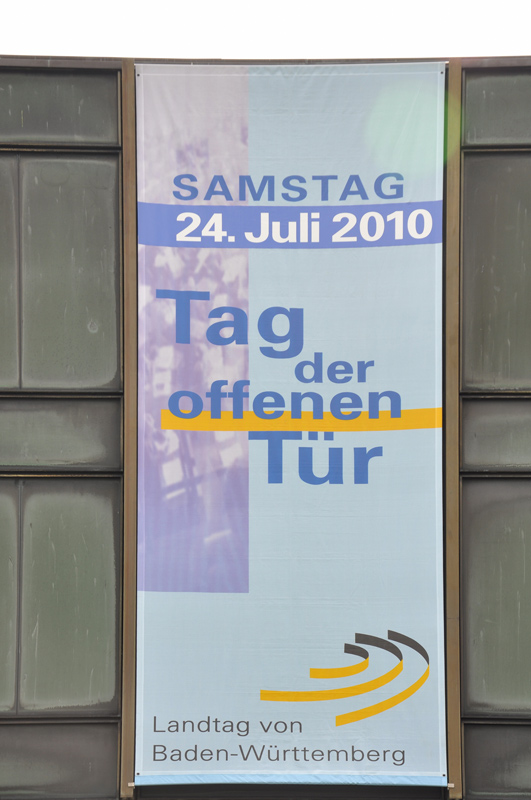 SAMSTAG
24. Juli 2010
Tag
der
offenen
Tür
Landtag von
Baden-Württemberg